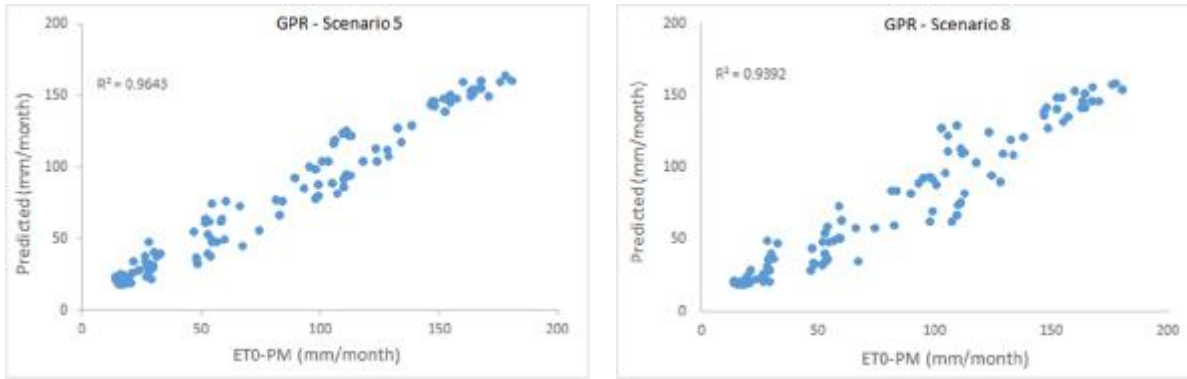 GPR - Scenario 5
R² = 0.9643
Predicted (mm/month)
200
150
100
50
0
0 50 100 150 200
ET0-PM (mm/month)
GPR - Scenario 8
R² = 0.9392
Predicted (mm/month)
200
150
100
50
0
0 50 100 150 200
ET0-PM (mm/month)